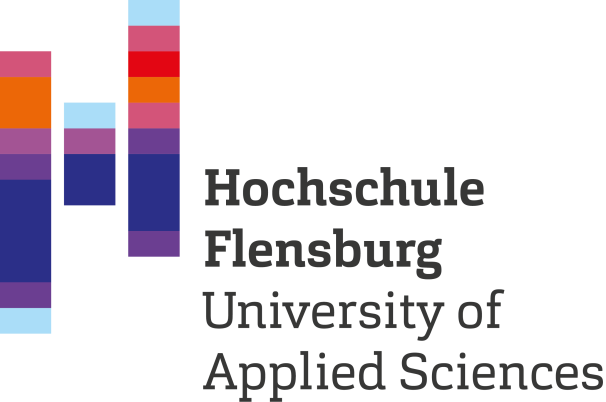 Hochschule
Flensburg
University of
Applied Sciences